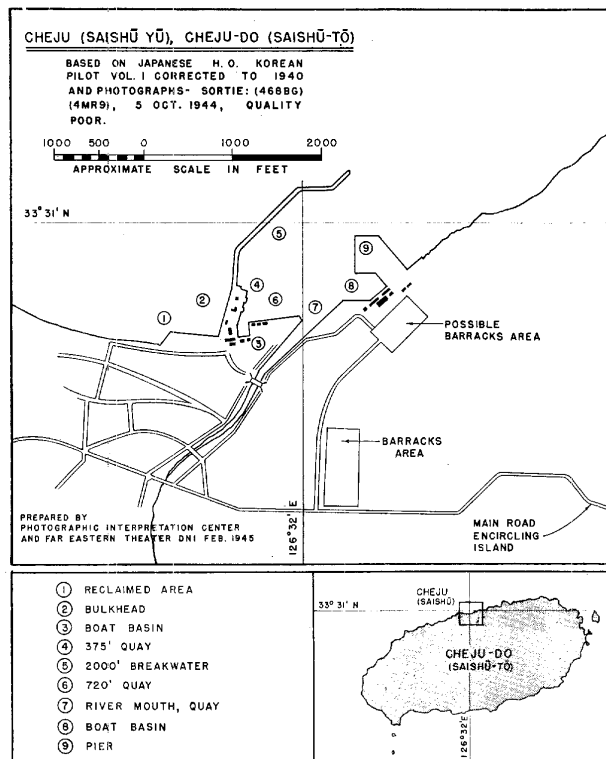 CHEJU (SAISHŪ YŪ), CHEJU-DO (SAISHŪ-TŌ)
BASED ON JAPANESE H. O. KOREAN
PILOT VOL. I CORRECTED TO 1940
AND PHOTOGRAPHS- SORTIE: (468BG)
(4MR9), 5 OCT. 1944, QUALITY
POOR.
1000 500 0 1000 2000
APPROXIMATE SCALE IN FEET
33° 31' N
5
9
4
2
6
8
7
1
3
POSSIBLE
BARRACKS AREA
BARRACKS
AREA
126° 32' E
MAIN ROAD
ENCIRCLING
ISLAND
PREPARED BY
PHOTOGRAPHIC INTERPRETATION CENTER
AND FAR EASTERN THEATER DNI FEB. 1945
1 RECLAIMED AREA
2 BULKHEAD
3 BOAT BASIN
4 375' QUAY
5 2000' BREAKWATER
6 720' QUAY
7 RIVER MOUTH, QUAY
8 BOAT BASIN
9 PIER
CHEJU
(SAISHŪ)
33° 31' N
CHEJU-DO
(SAISHŪ-TŌ)
126° 32' E